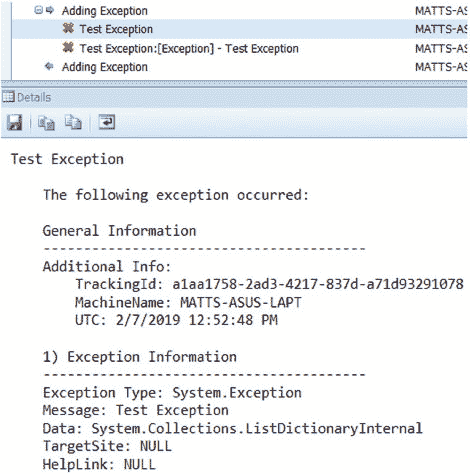 Adding Exception MATTS-AS
Test Exception MATTS-ASU
Test Exception:[Exception] - Test Exception MATTS-ASU
Adding Exception MATTS-AS
Details
Test Exception
The following exception occurred:
General Information
---------------------------------------
Additional Info:
TrackingId: a1aa1758-2ad3-4217-837d-a71d93291078
MachineName: MATTS-ASUS-LAPT
UTC: 2/7/2019 12:52:48 PM
1) Exception Information
---------------------------------------
Exception Type: System.Exception
Message: Test Exception
Data: System.Collections.ListDictionaryInternal
TargetSite: NULL
HelpLink: NULL